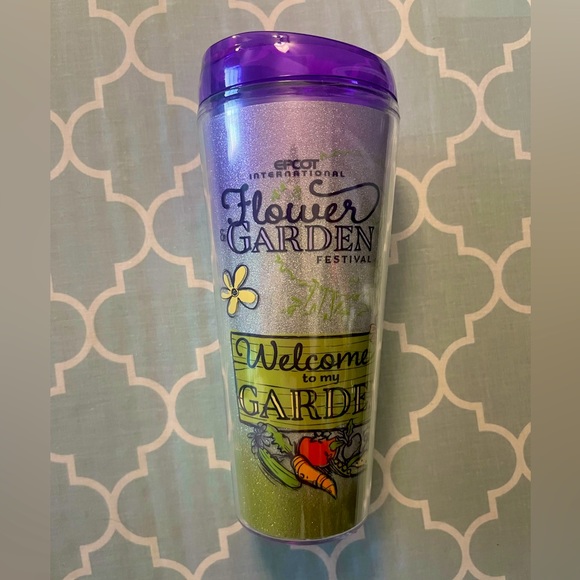 EPCOT
INTERNATIONAL
Flower
& GARDEN
FESTIVAL
Welcome
to my
GARDE